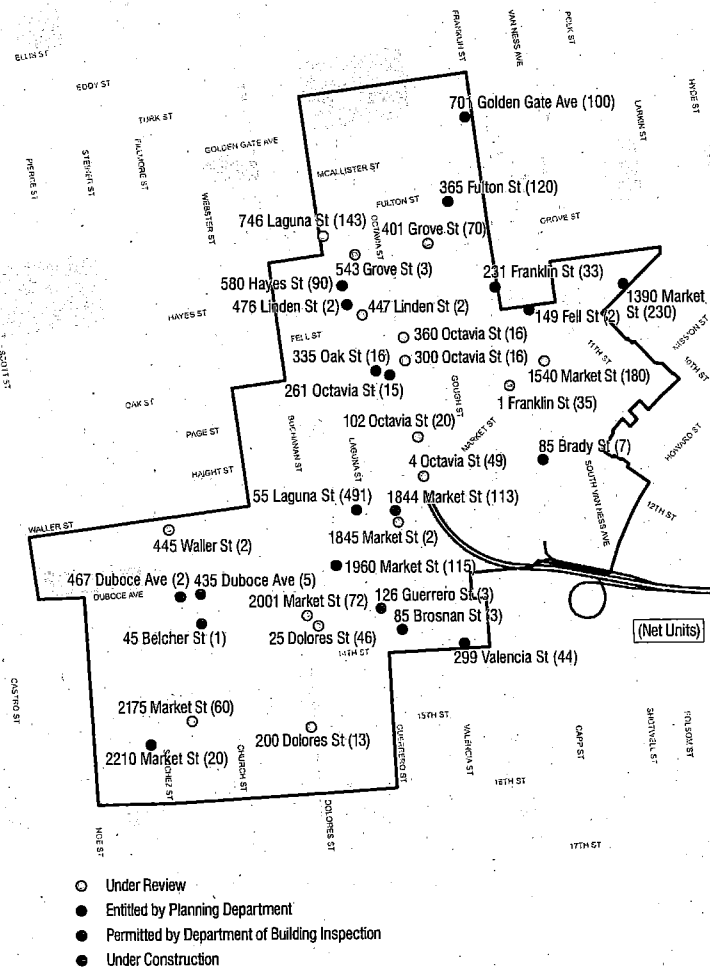 FRANKLIN ST
VAN NESS AVE
POLK ST
ELLIS ST
EDDY ST
HYDE ST
LARKIN ST
TURK ST
FILLMORE ST
STEINER ST
PIERCE ST
GOLDEN GATE AVE
701 Golden Gate Ave (100)
MCALLISTER ST
WEBSTER ST
FULTON ST
365 Fulton St (120)
GROVE ST
746 Laguna St (143)
OCTAVIA ST
401 Grove St (70)
543 Grove St (3)
580 Hayes St (90)
231 Franklin St (33)
1390 Market
St (230)
476 Linden St (2)
447 Linden St (2)
149 Fell St (2)
HAYES ST
MISSION ST
FELL ST
360 Octavia St (16)
11TH ST
10TH ST
SCOTT ST
335 Oak St (16)
300 Octavia St (16)
1540 Market St (180)
261 Octavia St (15)
GOUGH ST
1 Franklin St (35)
OAK ST
102 Octavia St (20)
PAGE ST
BUCHANAN ST
LAGUNA ST
MARKET ST
HOWARD ST
85 Brady St (7)
HAIGHT ST
4 Octavia St (49)
SOUTH VAN NESS AVE
55 Laguna St (491)
1844 Market St (113)
12TH ST
WALLER ST
445 Waller St (2)
1845 Market St (2)
1960 Market St (115)
467 Duboce Ave (2)
435 Duboce Ave (5)
DUBOCE AVE
126 Guerrero St (3)
2001 Market St (72)
85 Brosnan St (3)
45 Belcher St (1)
25 Dolores St (46)
(Net Units)
14TH ST
299 Valencia St (44)
CASTRO ST
2175 Market St (60)
15TH ST
200 Dolores St (13)
2210 Market St (20)
SANCHEZ ST
CHURCH ST
GUERRERO ST
VALENCIA ST
CAPP ST
SHOTWELL ST
FOLSOM ST
16TH ST
NOE ST
DOLORES ST
17TH ST
Under Review
Entitled by Planning Department
Permitted by Department of Building Inspection
Under Construction